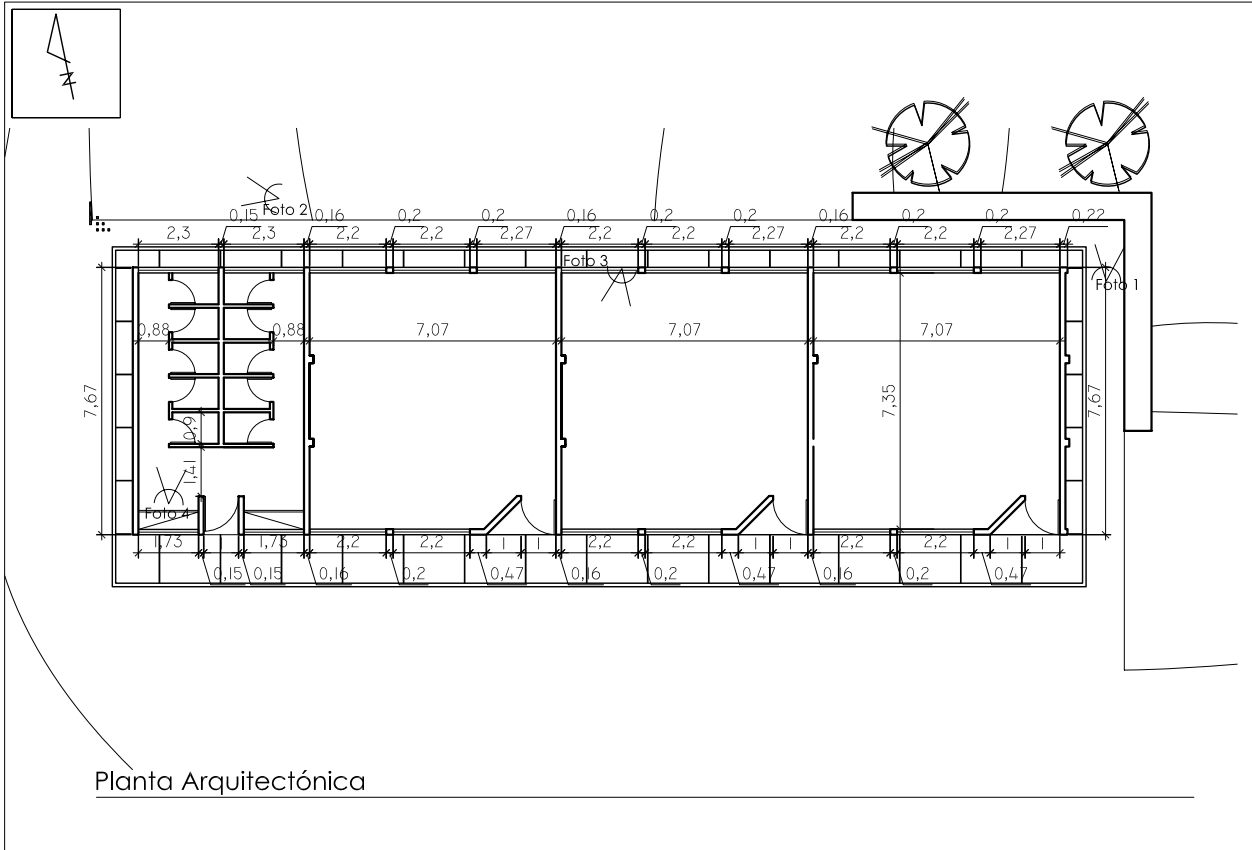 N
Foto 2
0,15 0,16 0,2 0,2 0,16 0,2 0,2 0,16 0,2 0,2 0,22
2,3 2,3 2,2 2,2 2,27 2,2 2,2 2,27 2,2 2,2 2,27
Foto 3
Foto 1
0,88 0,88 7,07 7,07 7,07
7,67 7,35 7,67
0,9
1,41
Foto 4
1,73 1,73 2,2 2,2 1 1 2,2 2,2 1 1 2,2 2,2 1 1
0,15 0,15 0,16 0,2 0,47 0,16 0,2 0,47 0,16 0,2 0,47
Planta Arquitectónica